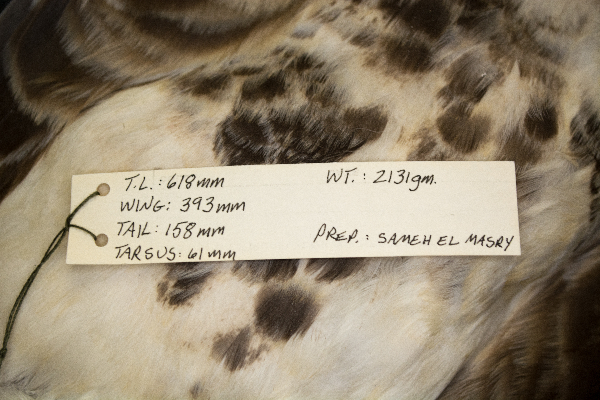 T.L.: 618mm WT.: 2131gm.
WING: 393mm
TAIL: 158mm PREP.: SAMEH EL MASRY
TARSUS: 61mm